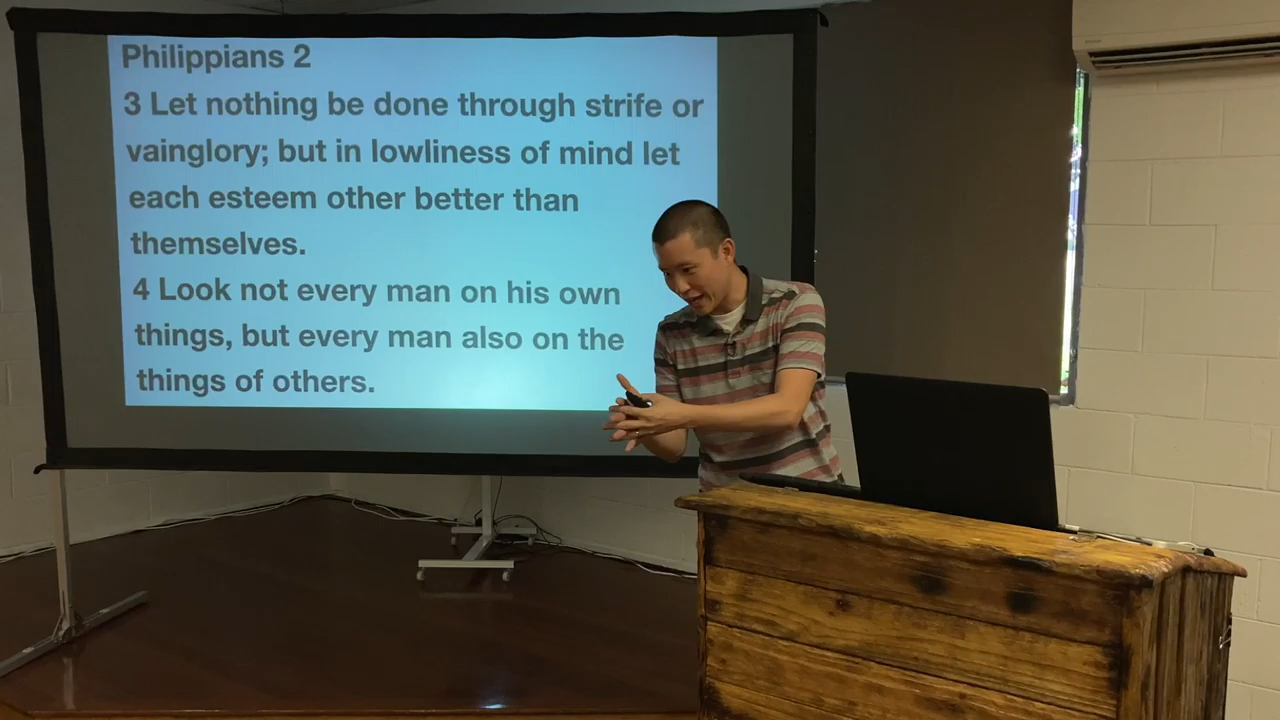 Philippians 2
3 Let nothing be done through strife or
vainglory; but in lowliness of mind let
each esteem other better than
themselves.
4 Look not every man on his own
things, but every man also on the
things of others.